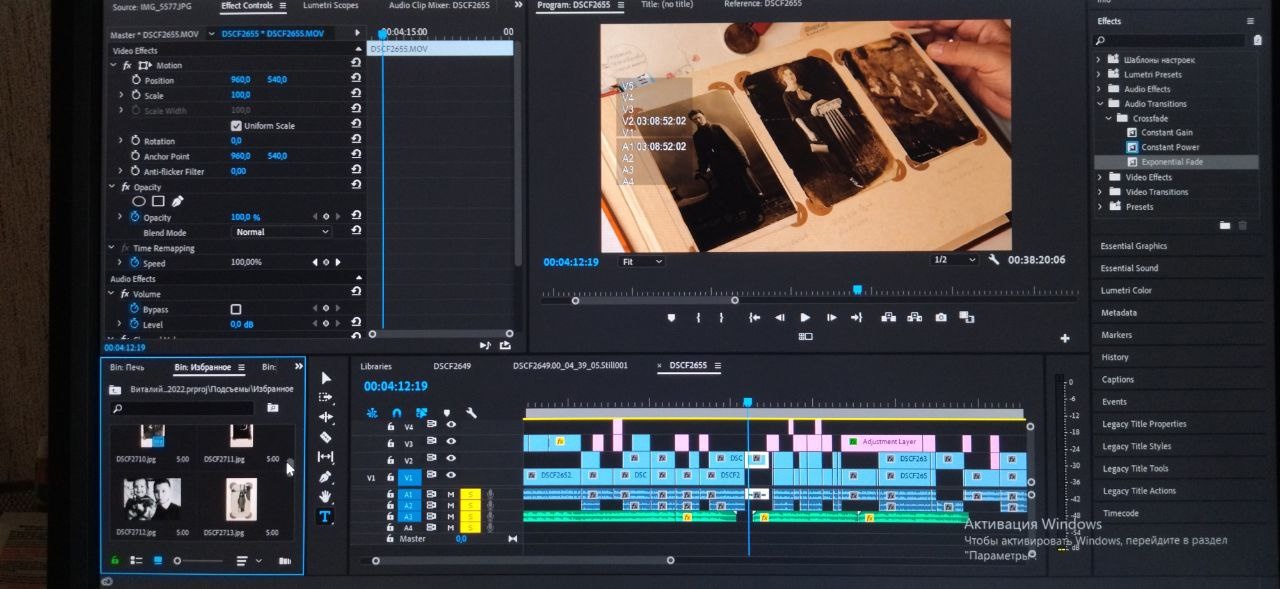 Source: IMG_5577.JPG
Effect Controls
Lumetri Scopes
Audio Clip Mixer: DSCF2655
Master * DSCF2655.MOV
DSCF2655 * DSCF2655.MOV
00:04:15:00
00
DSCF2655.MOV
Video Effects
fx Motion
Position 960,0 540,0
Scale 100,0
Scale Width 100,0
Uniform Scale
Rotation 0,0
Anchor Point 960,0 540,0
Anti-flicker Filter 0,00
fx Opacity
Opacity 100,0 %
Blend Mode Normal
fx Time Remapping
Speed 100,00%
Audio Effects
fx Volume
Bypass
Level 0,0 dB
00:04:12:19
Program: DSCF2655
Title: (no title)
Reference: DSCF2655
V5
V4
V3
V2 03:08:52:02
V1
A1 03:08:52:02
A2
A3
A4
00:04:12:19
Fit
1/2
00:38:20:06
Effects
Шаблоны настроек
Lumetri Presets
Audio Effects
Audio Transitions
Crossfade
Constant Gain
Constant Power
Exponential Fade
Video Effects
Video Transitions
Presets
Essential Graphics
Essential Sound
Lumetri Color
Metadata
Markers
History
Captions
Events
Legacy Title Properties
Legacy Title Styles
Legacy Title Tools
Legacy Title Actions
Timecode
Bin: Печь
Bin: Избранное
Bin:
Виталий...2022.prproj\Подсъемы\Избранное
DSCF2710.jpg 5:00
DSCF2711.jpg 5:00
DSCF2712.jpg 5:00
DSCF2713.jpg 5:00
Libraries
DSCF2649
DSCF2649.00_04_39_05.Still001
× DSCF2655
00:04:12:19
V4
V3
fx
Adjustment Layer
V2
DSC
DSCF263
V1 V1
DSCF2652.
DSC
DSCF2
DSCF265
A1 M S
A2 M S
A3 M S
A4 M S
Master 0,0
0
-6
-12
-18
-24
-30
-36
-42
-48
-54
dB
Активация Windows
Чтобы активировать Windows, перейдите в раздел
"Параметры"